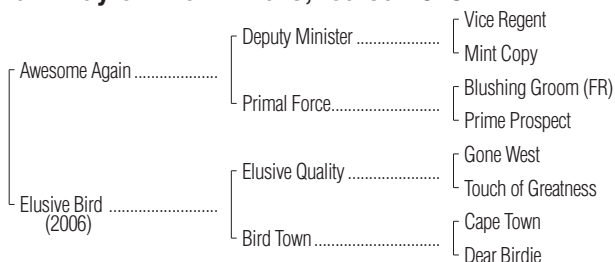 Vice Regent
Deputy Minister ....................
Mint Copy
Awesome Again ....................
Blushing Groom (FR)
Primal Force..........................
Prime Prospect
Gone West
Elusive Quality ......................
Touch of Greatness
Elusive Bird ..........................
(2006)
Cape Town
Bird Town ..............................
Dear Birdie